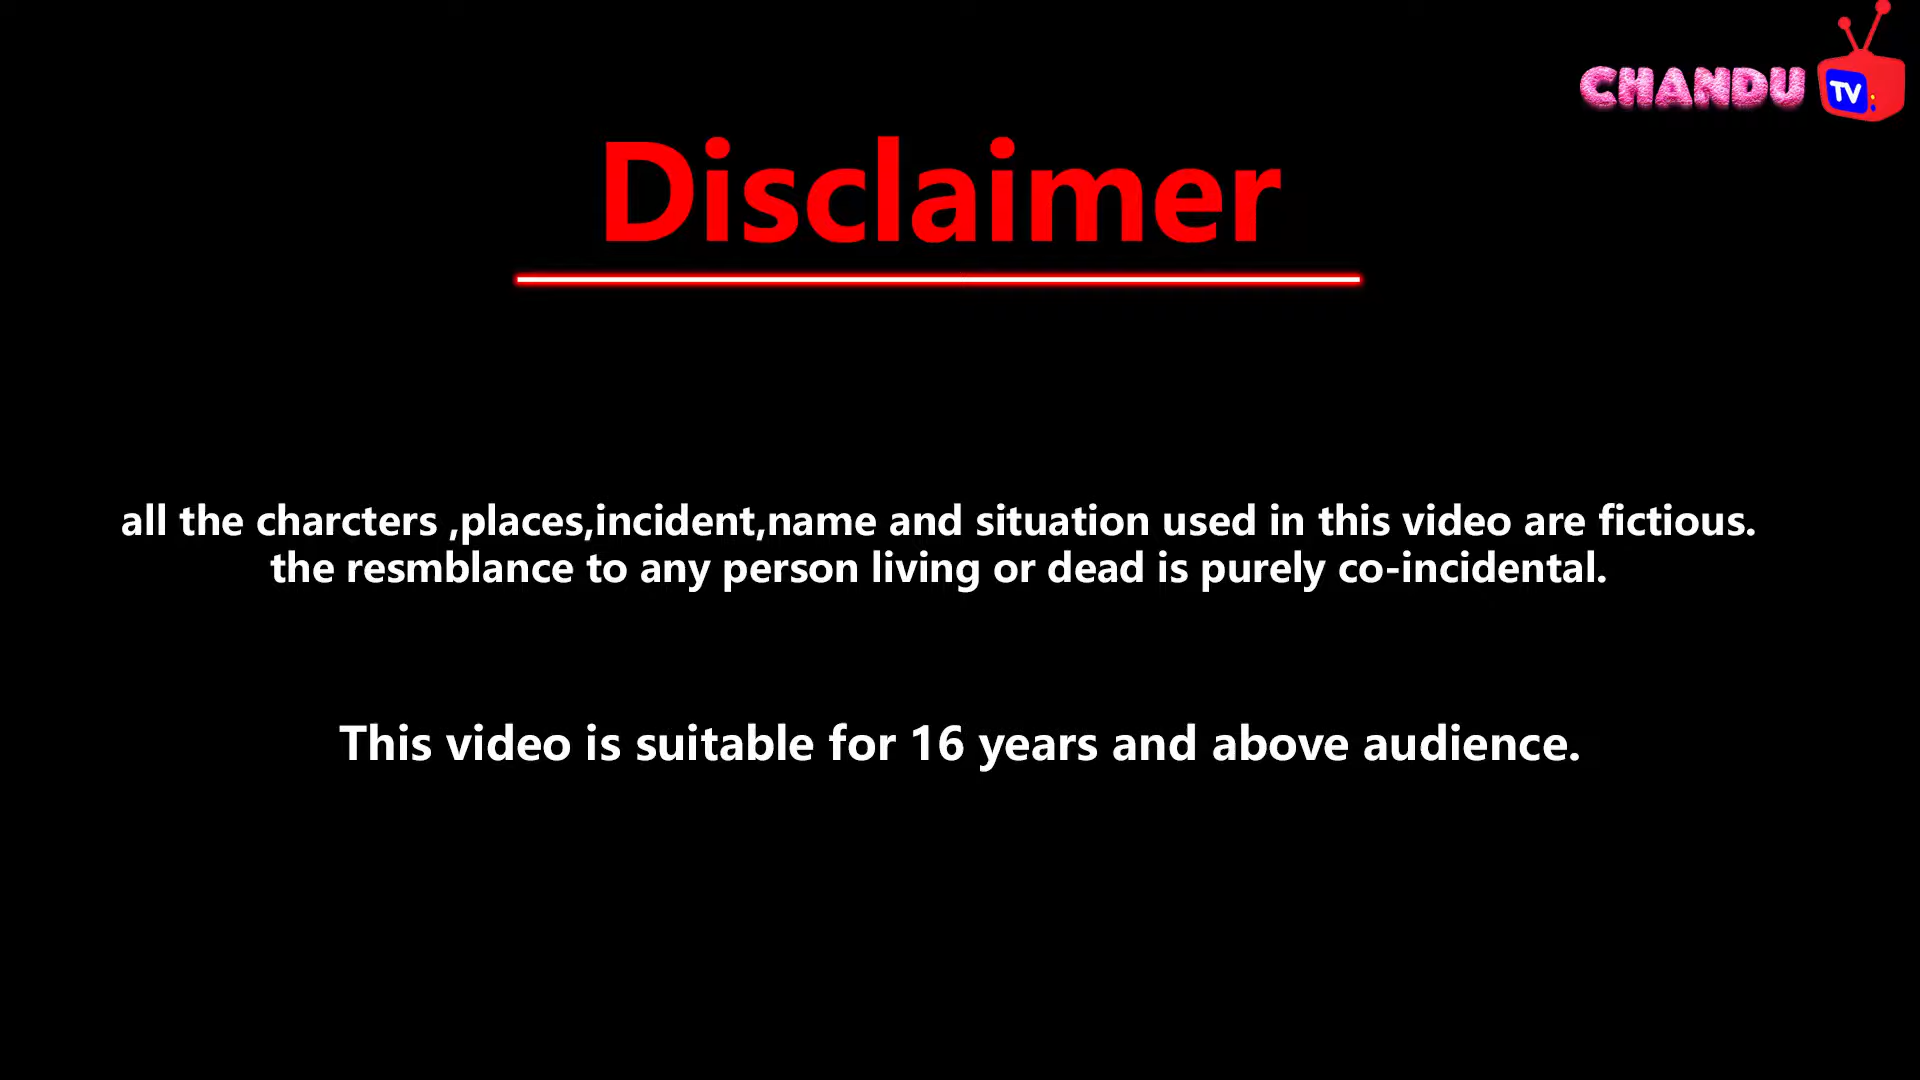 CHANDU TV
Disclaimer
all the charcters ,places,incident,name and situation used in this video are fictious.
the resmblance to any person living or dead is purely co-incidental.
This video is suitable for 16 years and above audience.